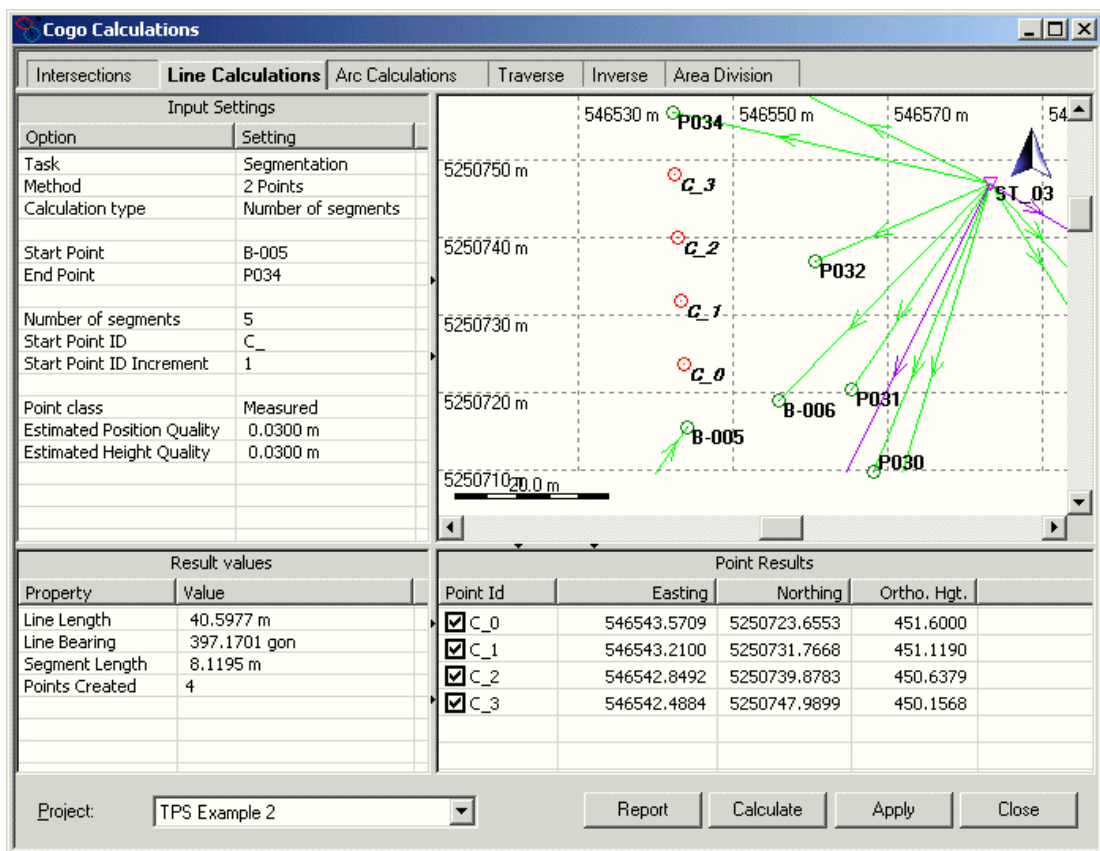 Cogo Calculations
Intersections Line Calculations Arc Calculations Traverse Inverse Area Division
Input Settings
Option Setting
Task Segmentation
Method 2 Points
Calculation type Number of segments
Start Point B-005
End Point P034
Number of segments 5
Start Point ID C_
Start Point ID Increment 1
Point class Measured
Estimated Position Quality 0.0300 m
Estimated Height Quality 0.0300 m
546530 m 546550 m 546570 m 54
P034
5250750 m
C_3
ST_03
5250740 m
C_2
P032
C_1
5250730 m
C_0
5250720 m
P031
B-006
B-005
P030
5250710 m
20.0 m
Result values
Property Value
Line Length 40.5977 m
Line Bearing 397.1701 gon
Segment Length 8.1195 m
Points Created 4
Point Results
Point Id Easting Northing Ortho. Hgt.
C_0 546543.5709 5250723.6553 451.6000
C_1 546543.2100 5250731.7668 451.1190
C_2 546542.8492 5250739.8783 450.6379
C_3 546542.4884 5250747.9899 450.1568
Project: TPS Example 2 Report Calculate Apply Close